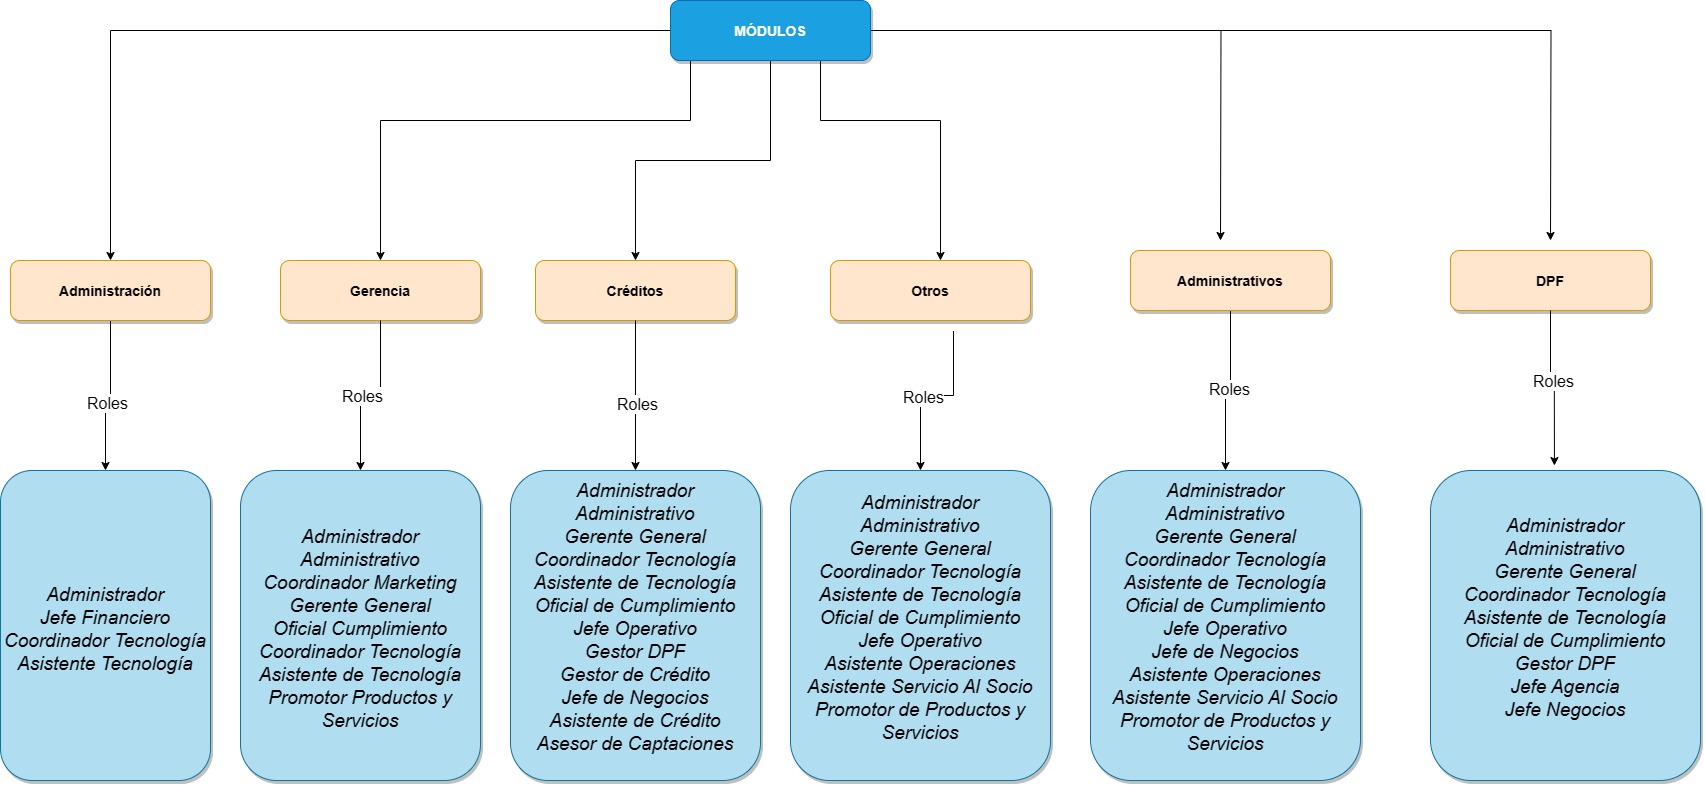 MÓDULOS
Administración
Gerencia
Créditos
Otros
Administrativos
DPF
Roles
Roles
Roles
Roles
Roles
Roles
Administrador
Jefe Financiero
Coordinador Tecnología
Asistente Tecnología
Administrador
Administrativo
Coordinador Marketing
Gerente General
Oficial Cumplimiento
Coordinador Tecnología
Asistente de Tecnología
Promotor Productos y
Servicios
Administrador
Administrativo
Gerente General
Coordinador Tecnología
Asistente de Tecnología
Oficial de Cumplimiento
Jefe Operativo
Gestor DPF
Gestor de Crédito
Jefe de Negocios
Asistente de Crédito
Asesor de Captaciones
Administrador
Administrativo
Gerente General
Coordinador Tecnología
Asistente de Tecnología
Oficial de Cumplimiento
Jefe Operativo
Asistente Operaciones
Asistente Servicio Al Socio
Promotor de Productos y
Servicios
Administrador
Administrativo
Gerente General
Coordinador Tecnología
Asistente de Tecnología
Oficial de Cumplimiento
Jefe Operativo
Jefe de Negocios
Asistente Operaciones
Asistente Servicio Al Socio
Promotor de Productos y
Servicios
Administrador
Administrativo
Gerente General
Coordinador Tecnología
Asistente de Tecnología
Oficial de Cumplimiento
Gestor DPF
Jefe Agencia
Jefe Negocios